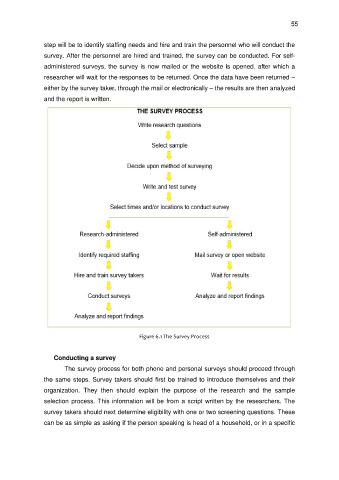 55
step will be to identify staffing needs and hire and train the personnel who will conduct the
survey. After the personnel are hired and trained, the survey can be conducted. For self-
administered surveys, the survey is now mailed or the website is opened, after which a
researcher will wait for the responses to be returned. Once the data have been returned –
either by the survey taker, through the mail or electronically – the results are then analyzed
and the report is written.
THE SURVEY PROCESS
Write research questions
Select sample
Decide upon method of surveying
Write and test survey
Select times and/or locations to conduct survey
Research-administered
Self-administered
Identify required staffing
Mail survey or open website
Hire and train survey takers
Wait for results
Conduct surveys
Analyze and report findings
Analyze and report findings
Figure 6.1 The Survey Process
Conducting a survey
The survey process for both phone and personal surveys should proceed through
the same steps. Survey takers should first be trained to introduce themselves and their
organization. They then should explain the purpose of the research and the sample
selection process. This information will be from a script written by the researchers. The
survey takers should next determine eligibility with one or two screening questions. These
can be as simple as asking if the person speaking is head of a household, or in a specific